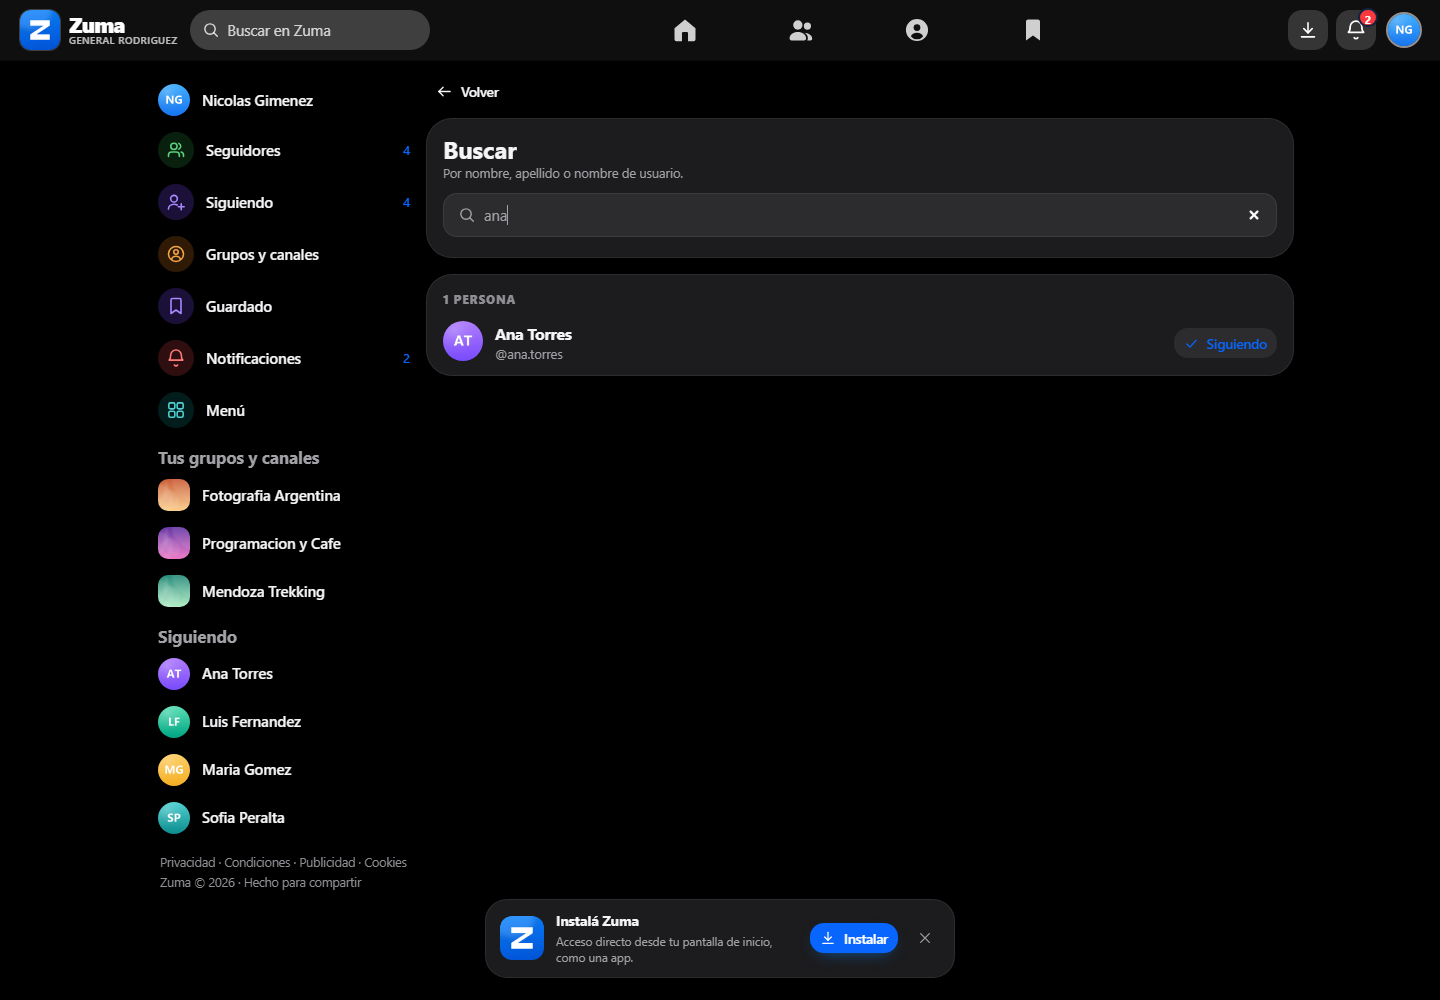 Zuma
GENERAL RODRIGUEZ
Buscar en Zuma
2
NG
NG
Nicolas Gimenez
Seguidores
4
Siguiendo
4
Grupos y canales
Guardado
Notificaciones
2
Menú
Tus grupos y canales
Fotografia Argentina
Programacion y Cafe
Mendoza Trekking
Siguiendo
AT
Ana Torres
LF
Luis Fernandez
MG
Maria Gomez
SP
Sofia Peralta
Privacidad · Condiciones · Publicidad · Cookies
Zuma © 2026 · Hecho para compartir
Volver
Buscar
Por nombre, apellido o nombre de usuario.
ana
1 PERSONA
AT
Ana Torres
@ana.torres
Siguiendo
Instalá Zuma
Acceso directo desde tu pantalla de inicio,
como una app.
Instalar